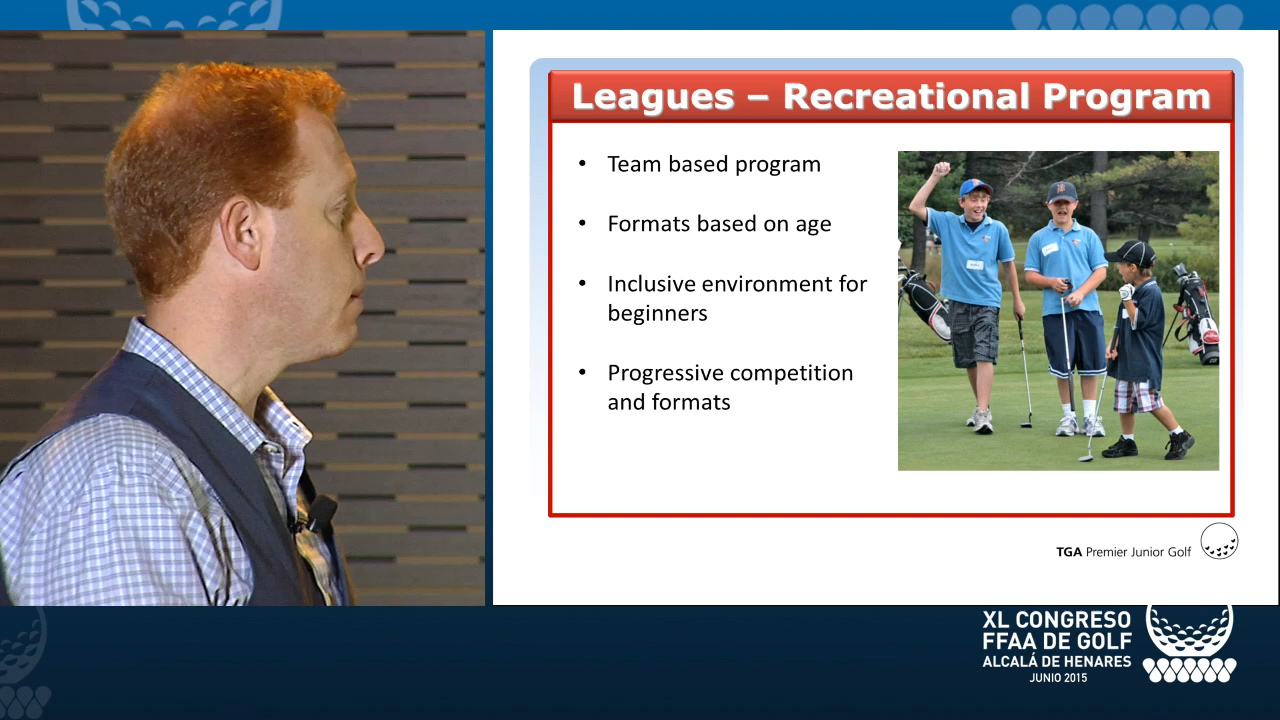 Leagues – Recreational Program
• Team based program
• Formats based on age
• Inclusive environment for
beginners
• Progressive competition
and formats
TGA Premier Junior Golf
XL CONGRESO
FFAA DE GOLF
ALCALÁ DE HENARES
JUNIO 2015